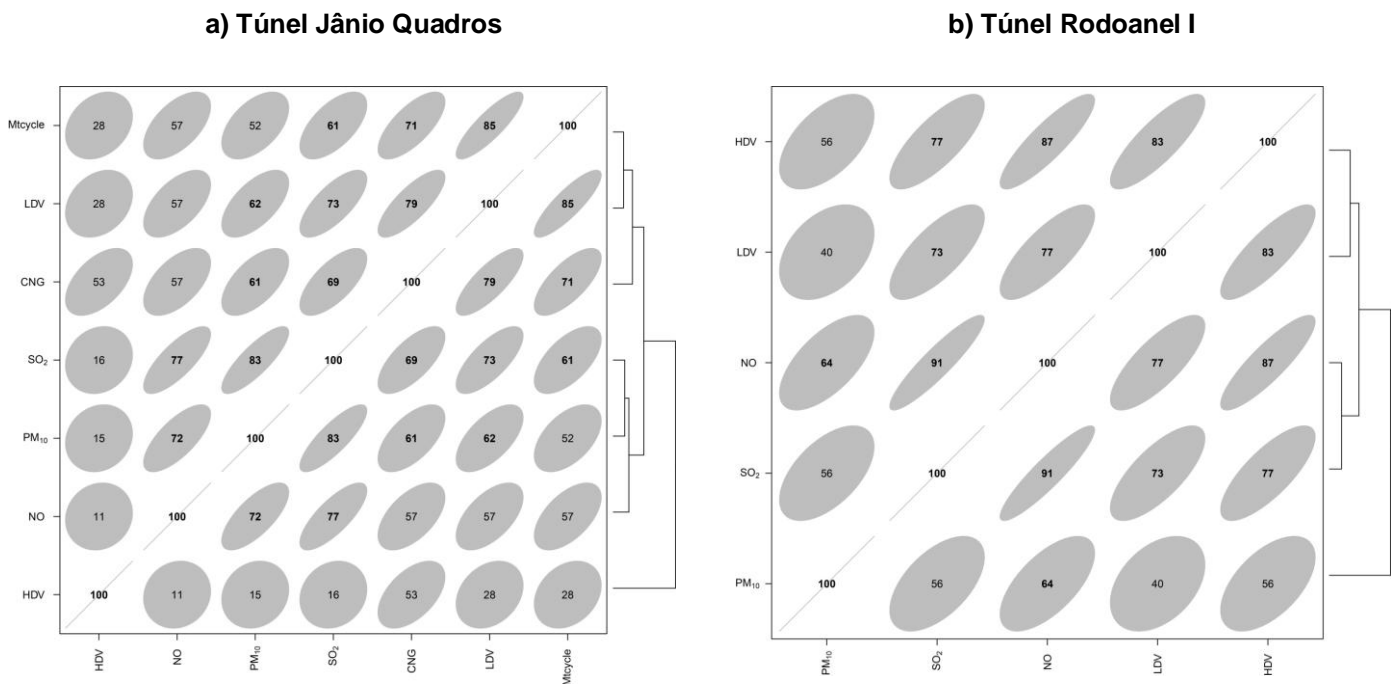 a) Túnel Jânio Quadros
Mtcycle 28 57 52 61 71 85 100
LDV 28 57 62 73 79 100 85
CNG 53 57 61 69 100 79 71
SO₂ 16 77 83 100 69 73 61
PM₁₀ 15 72 100 83 61 62 52
NO 11 100 72 77 57 57 57
HDV 100 11 15 16 53 28 28
HDV NO PM₁₀ SO₂ CNG LDV Mtcycle
b) Túnel Rodoanel I
HDV 56 77 87 83 100
LDV 40 73 77 100 83
NO 64 91 100 77 87
SO₂ 56 100 91 73 77
PM₁₀ 100 56 64 40 56
PM₁₀ SO₂ NO LDV HDV